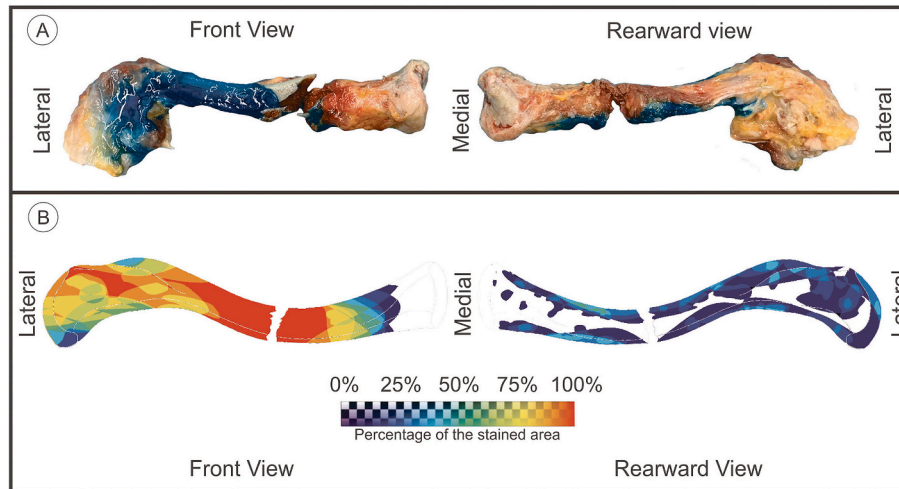 A
Front View
Rearward view
Lateral
Medial
Lateral
B
Lateral
Medial
Lateral
0% 25% 50% 75% 100%
Percentage of the stained area
Front View
Rearward View